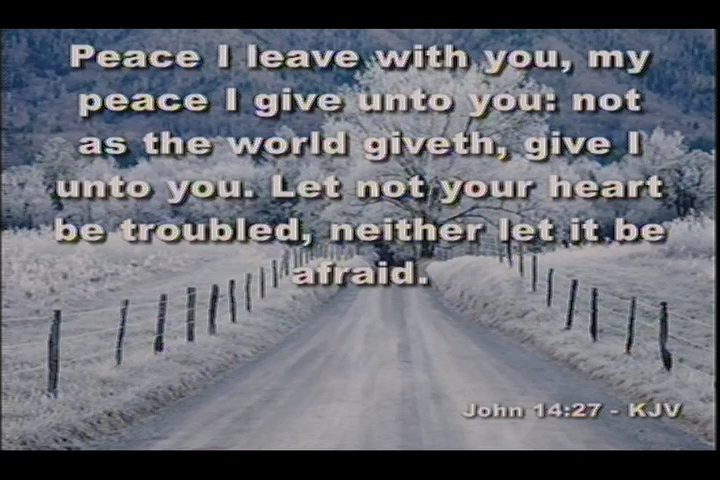 Peace I leave with you, my
peace I give unto you: not
as the world giveth, give I
unto you. Let not your heart
be troubled, neither let it be
afraid.
John 14:27 - KJV